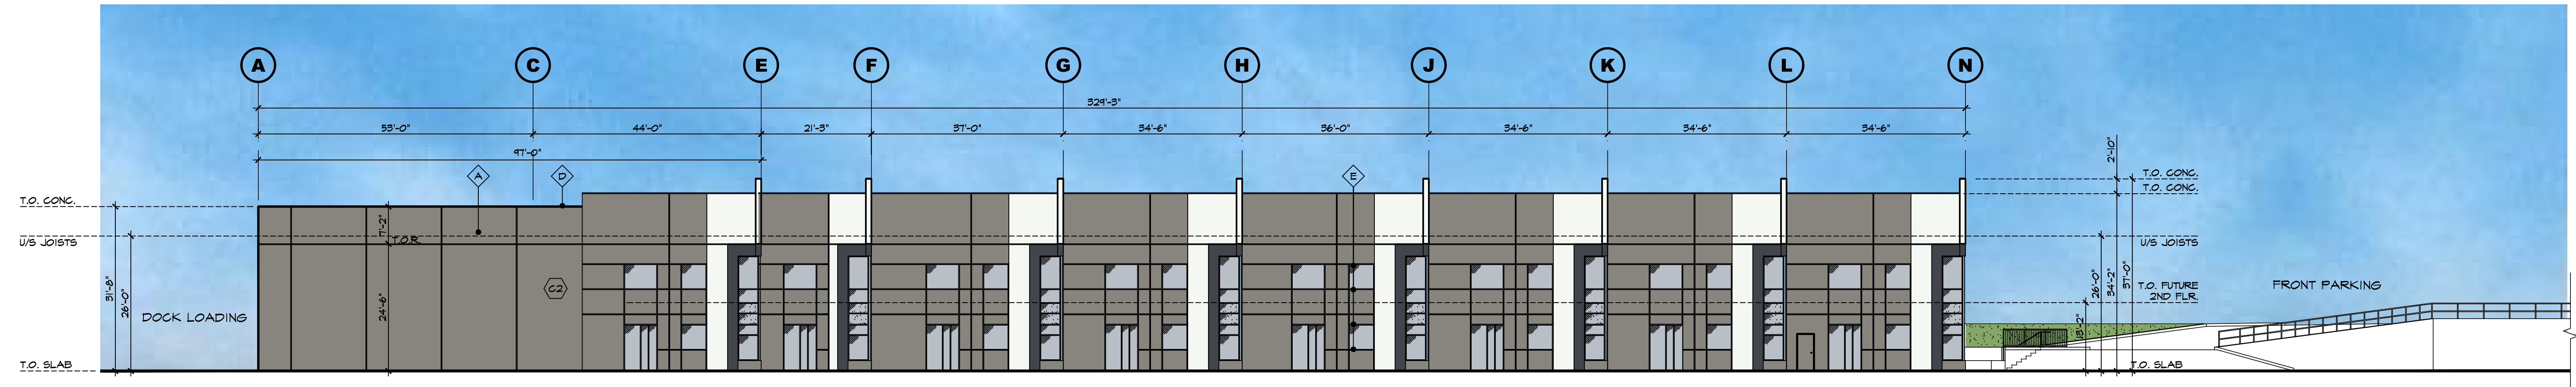 A C E F G H J K L N
329'-3"
53'-0" 44'-0" 21'-3" 37'-0" 34'-6" 36'-0" 34'-6" 34'-6" 34'-6"
97'-0"
2'-10"
A D E
T.O. CONC.
T.O. CONC.
T.O. CONC.
7'-2"
T.O.R.
U/S JOISTS
U/S JOISTS
31'-8"
26'-0"
24'-6"
C2
26'-0"
34'-2"
37'-0"
T.O. FUTURE
2ND FLR.
FRONT PARKING
DOCK LOADING
13'-2"
T.O. SLAB
T.O. SLAB